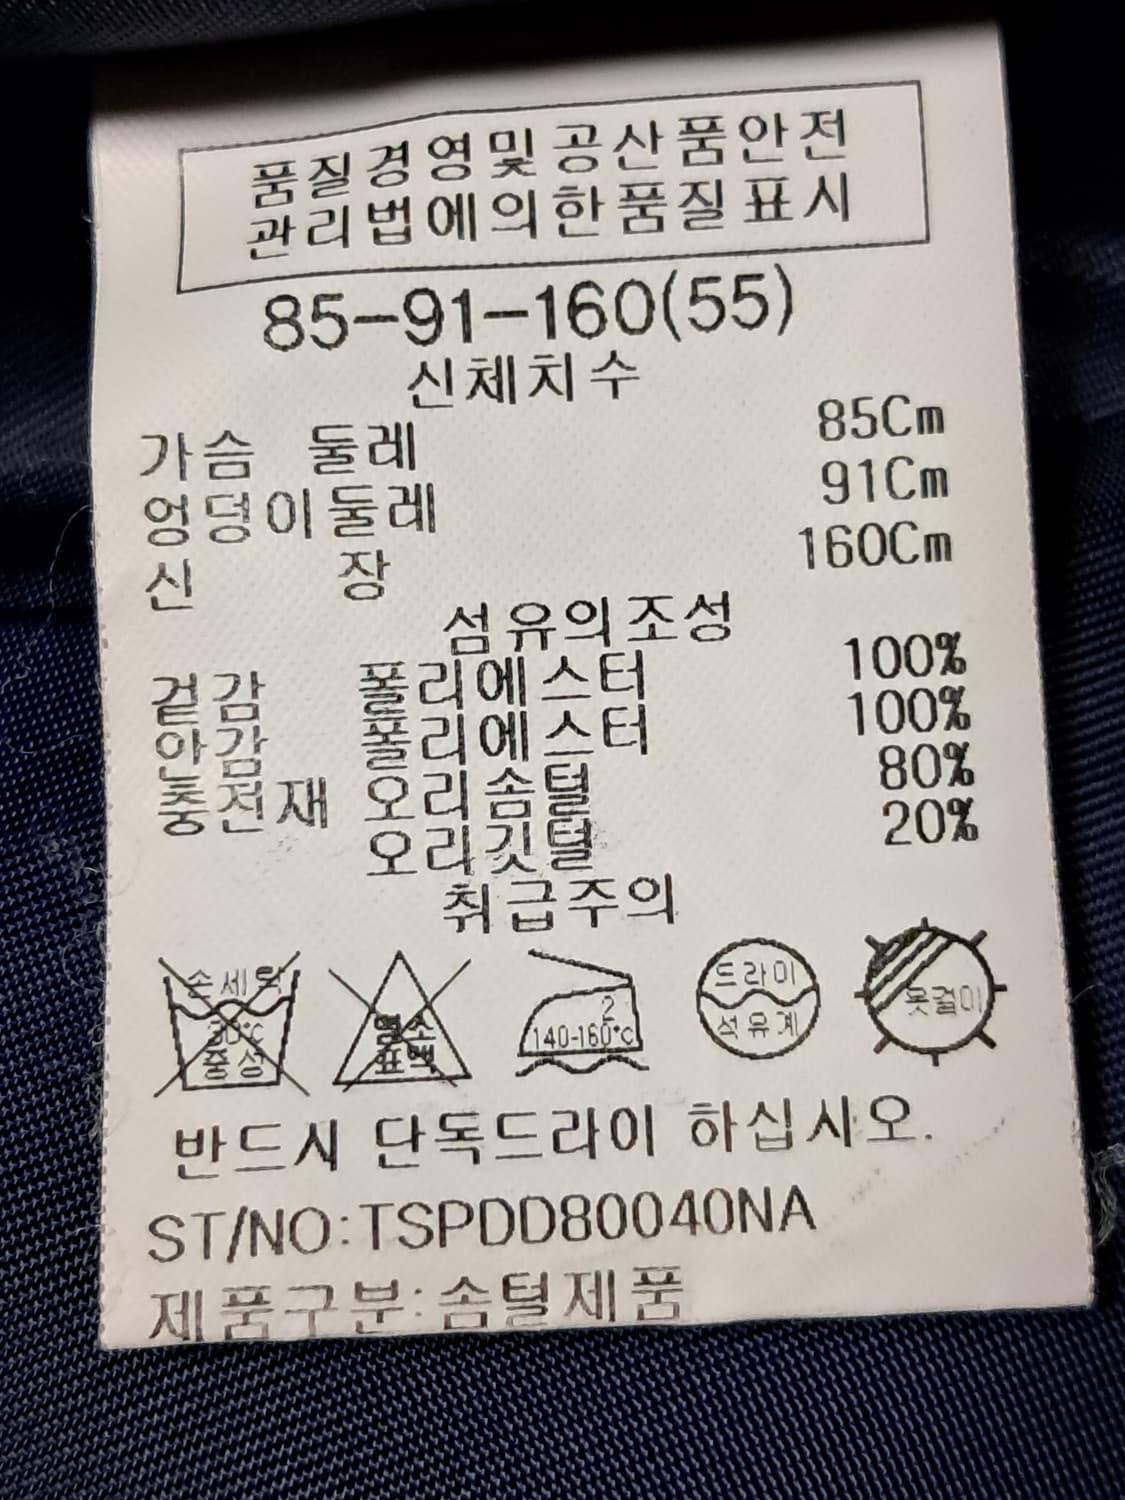 품질경영및공산품안전
관리법에의한품질표시
85-91-160(55)
신체치수
가슴 둘레 85Cm
엉덩이둘레 91Cm
신 장 160Cm
섬유의조성
겉감 폴리에스터 100%
안감 폴리에스터 100%
충전재 오리솜털 80%
오리깃털 20%
취급주의
손세탁
30°C
중성
염소
표백
2
140-160°C
드라이
석유계
옷걸이
반드시 단독드라이 하십시오.
ST/NO:TSPDD80040NA
제품구분:솜털제품